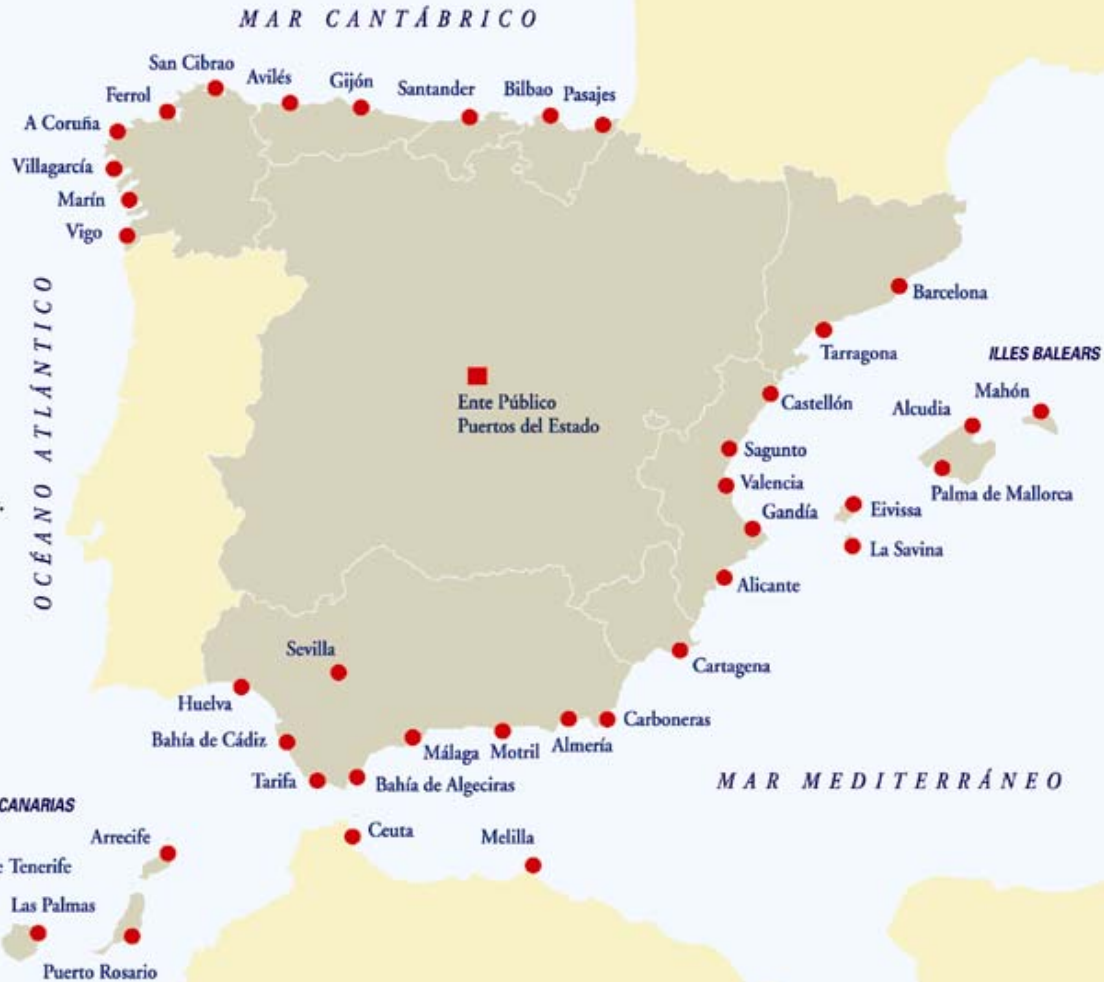 MAR CANTÁBRICO
San Cibrao
Avilés
Gijón
Santander
Bilbao
Pasajes
Ferrol
A Coruña
Villagarcía
Marín
Vigo
OCÉANO ATLÁNTICO
Barcelona
Tarragona
ILLES BALEARS
Mahón
Alcudia
Castellón
Ente Público
Puertos del Estado
Sagunto
Valencia
Palma de Mallorca
Gandía
Eivissa
La Savina
Alicante
Sevilla
Cartagena
Huelva
Carboneras
Bahía de Cádiz
Málaga
Motril
Almería
Tarifa
Bahía de Algeciras
MAR MEDITERRÁNEO
CANARIAS
Arrecife
Ceuta
Melilla
Tenerife
Las Palmas
Puerto Rosario